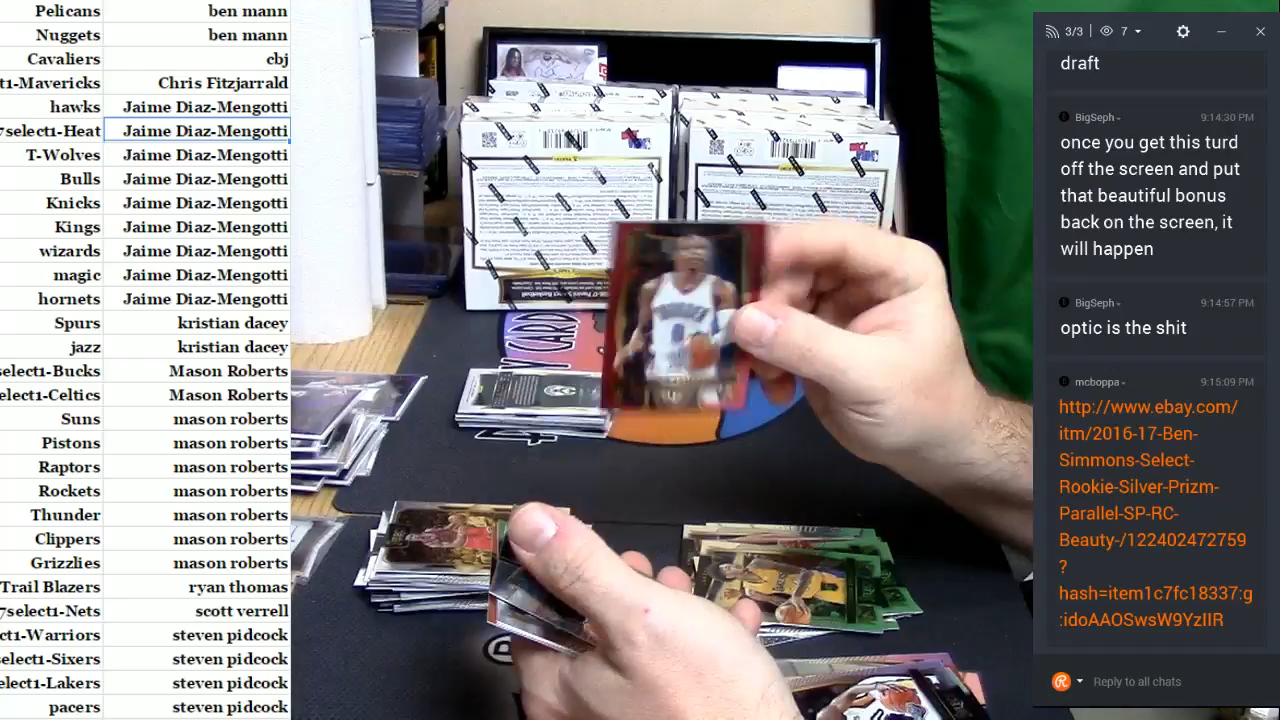 Pelicans ben mann
Nuggets ben mann
Cavaliers cbj
t1-Mavericks Chris Fitzjarrald
hawks Jaime Diaz-Mengotti
7select1-Heat Jaime Diaz-Mengotti
T-Wolves Jaime Diaz-Mengotti
Bulls Jaime Diaz-Mengotti
Knicks Jaime Diaz-Mengotti
Kings Jaime Diaz-Mengotti
wizards Jaime Diaz-Mengotti
magic Jaime Diaz-Mengotti
hornets Jaime Diaz-Mengotti
Spurs kristian dacey
jazz kristian dacey
elect1-Bucks Mason Roberts
elect1-Celtics Mason Roberts
Suns mason roberts
Pistons mason roberts
Raptors mason roberts
Rockets mason roberts
Thunder mason roberts
Clippers mason roberts
Grizzlies mason roberts
Trail Blazers ryan thomas
7select1-Nets scott verrell
ct1-Warriors steven pidcock
elect1-Sixers steven pidcock
elect1-Lakers steven pidcock
pacers steven pidcock
CARD
3/3 7
draft
BigSeph 9:14:30 PM
once you get this turd
off the screen and put
that beautiful bonus
back on the screen, it
will happen
BigSeph 9:14:57 PM
optic is the shit
mcboppa 9:15:09 PM
http://www.ebay.com/
itm/2016-17-Ben-
Simmons-Select-
Rookie-Silver-Prizm-
Parallel-SP-RC-
Beauty-/122402472759
?
hash=item1c7fc18337:g
:idoAAOSwsW9YzIIR
Reply to all chats